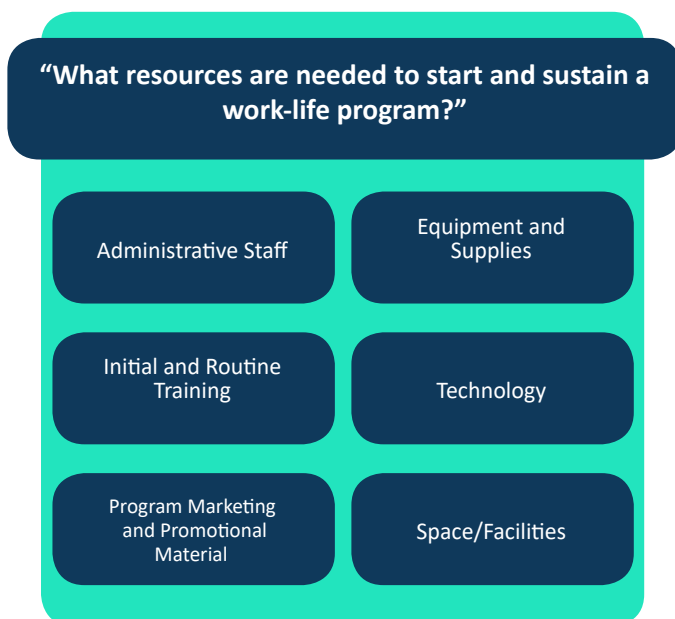 “What resources are needed to start and sustain a
work-life program?”
Administrative Staff
Equipment and
Supplies
Initial and Routine
Training
Technology
Program Marketing
and Promotional
Material
Space/Facilities